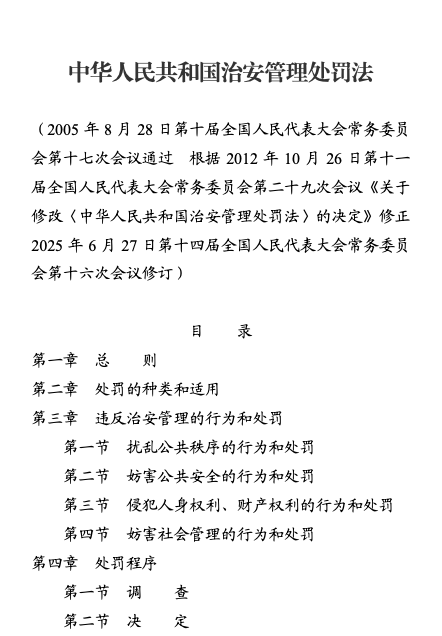 中华人民共和国治安管理处罚法
（2005 年 8 月 28 日第十届全国人民代表大会常务委员
会第十七次会议通过　根据 2012 年 10 月 26 日第十一
届全国人民代表大会常务委员会第二十九次会议《关于
修改〈中华人民共和国治安管理处罚法〉的决定》修正
2025 年 6 月 27 日第十四届全国人民代表大会常务委员
会第十六次会议修订）
目　　录
第一章　总　　则
第二章　处罚的种类和适用
第三章　违反治安管理的行为和处罚
第一节　扰乱公共秩序的行为和处罚
第二节　妨害公共安全的行为和处罚
第三节　侵犯人身权利、财产权利的行为和处罚
第四节　妨害社会管理的行为和处罚
第四章　处罚程序
第一节　调　　查
第二节　决　　定